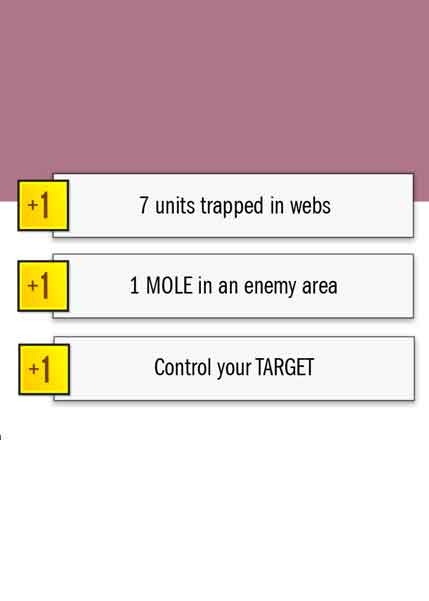 +1 7 units trapped in webs
+1 1 MOLE in an enemy area
+1 Control your TARGET